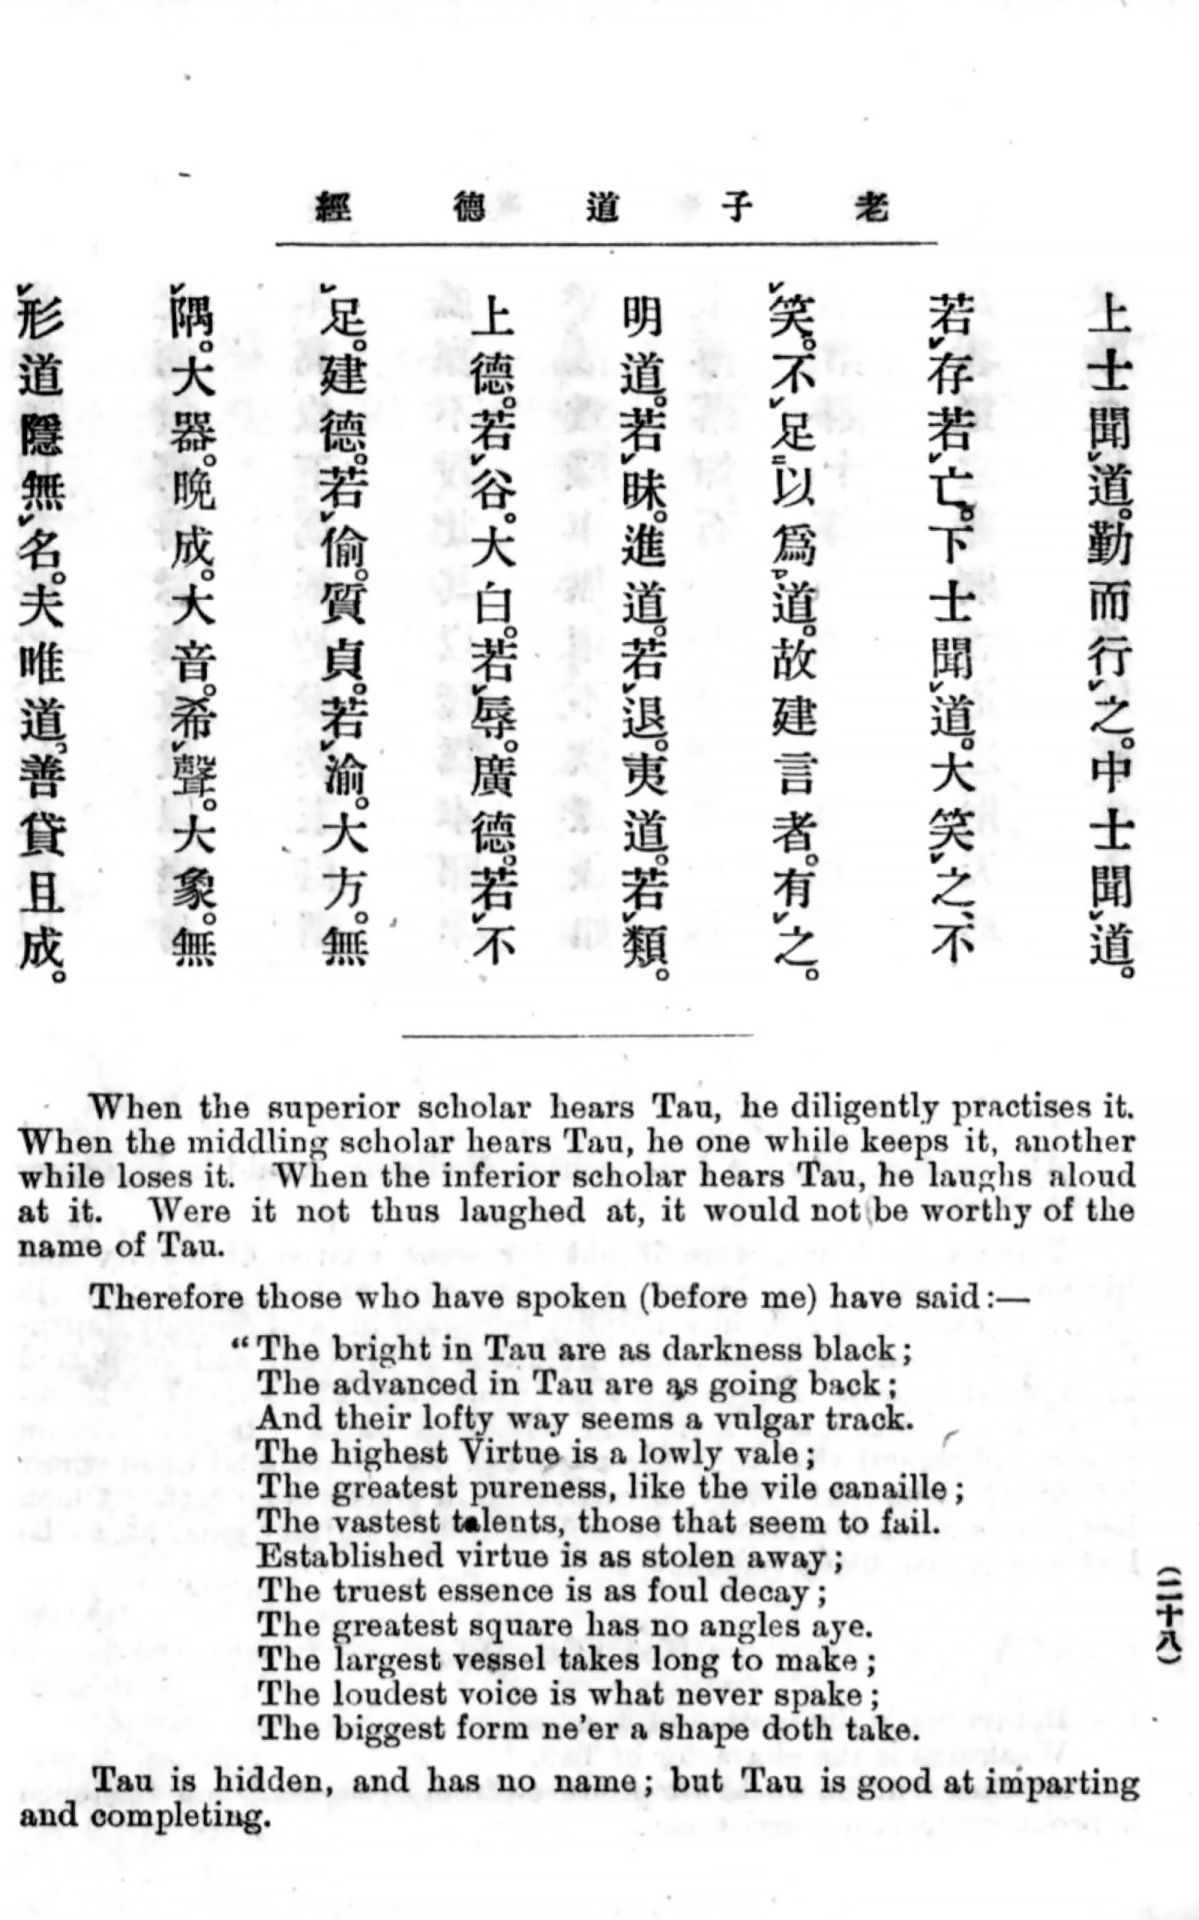 老子道德經
上士聞道。勤而行之。中士聞道。
若存若亡。下士聞道。大笑之、不
笑。不足以爲道。故建言者。有之。
明道。若昧。進道。若退。夷道。若類。
上德。若谷。大白。若辱。廣德。若不
足。建德。若偷。質貞。若渝。大方。無
隅。大器。晩成。大音。希聲。大象。無
形道隱無名。夫唯道。善貸且成。
When the superior scholar hears Tau, he diligently practises it.
When the middling scholar hears Tau, he one while keeps it, another
while loses it. When the inferior scholar hears Tau, he laughs aloud
at it. Were it not thus laughed at, it would not be worthy of the
name of Tau.
Therefore those who have spoken (before me) have said:—
“The bright in Tau are as darkness black;
The advanced in Tau are as going back;
And their lofty way seems a vulgar track.
The highest Virtue is a lowly vale;
The greatest pureness, like the vile canaille;
The vastest talents, those that seem to fail.
Established virtue is as stolen away;
The truest essence is as foul decay;
The greatest square has no angles aye.
The largest vessel takes long to make;
The loudest voice is what never spake;
The biggest form ne’er a shape doth take.
(二十八)
Tau is hidden, and has no name; but Tau is good at imparting
and completing.